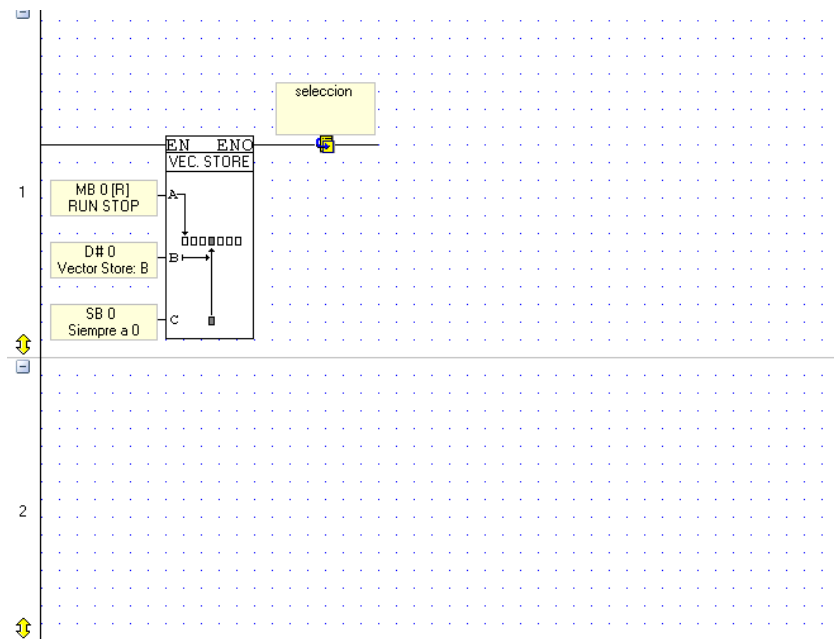 seleccion
EN ENO
VEC. STORE
1
MB 0 [R]
RUN STOP
A
D# 0
Vector Store: B
B
SB 0
Siempre a 0
C
2